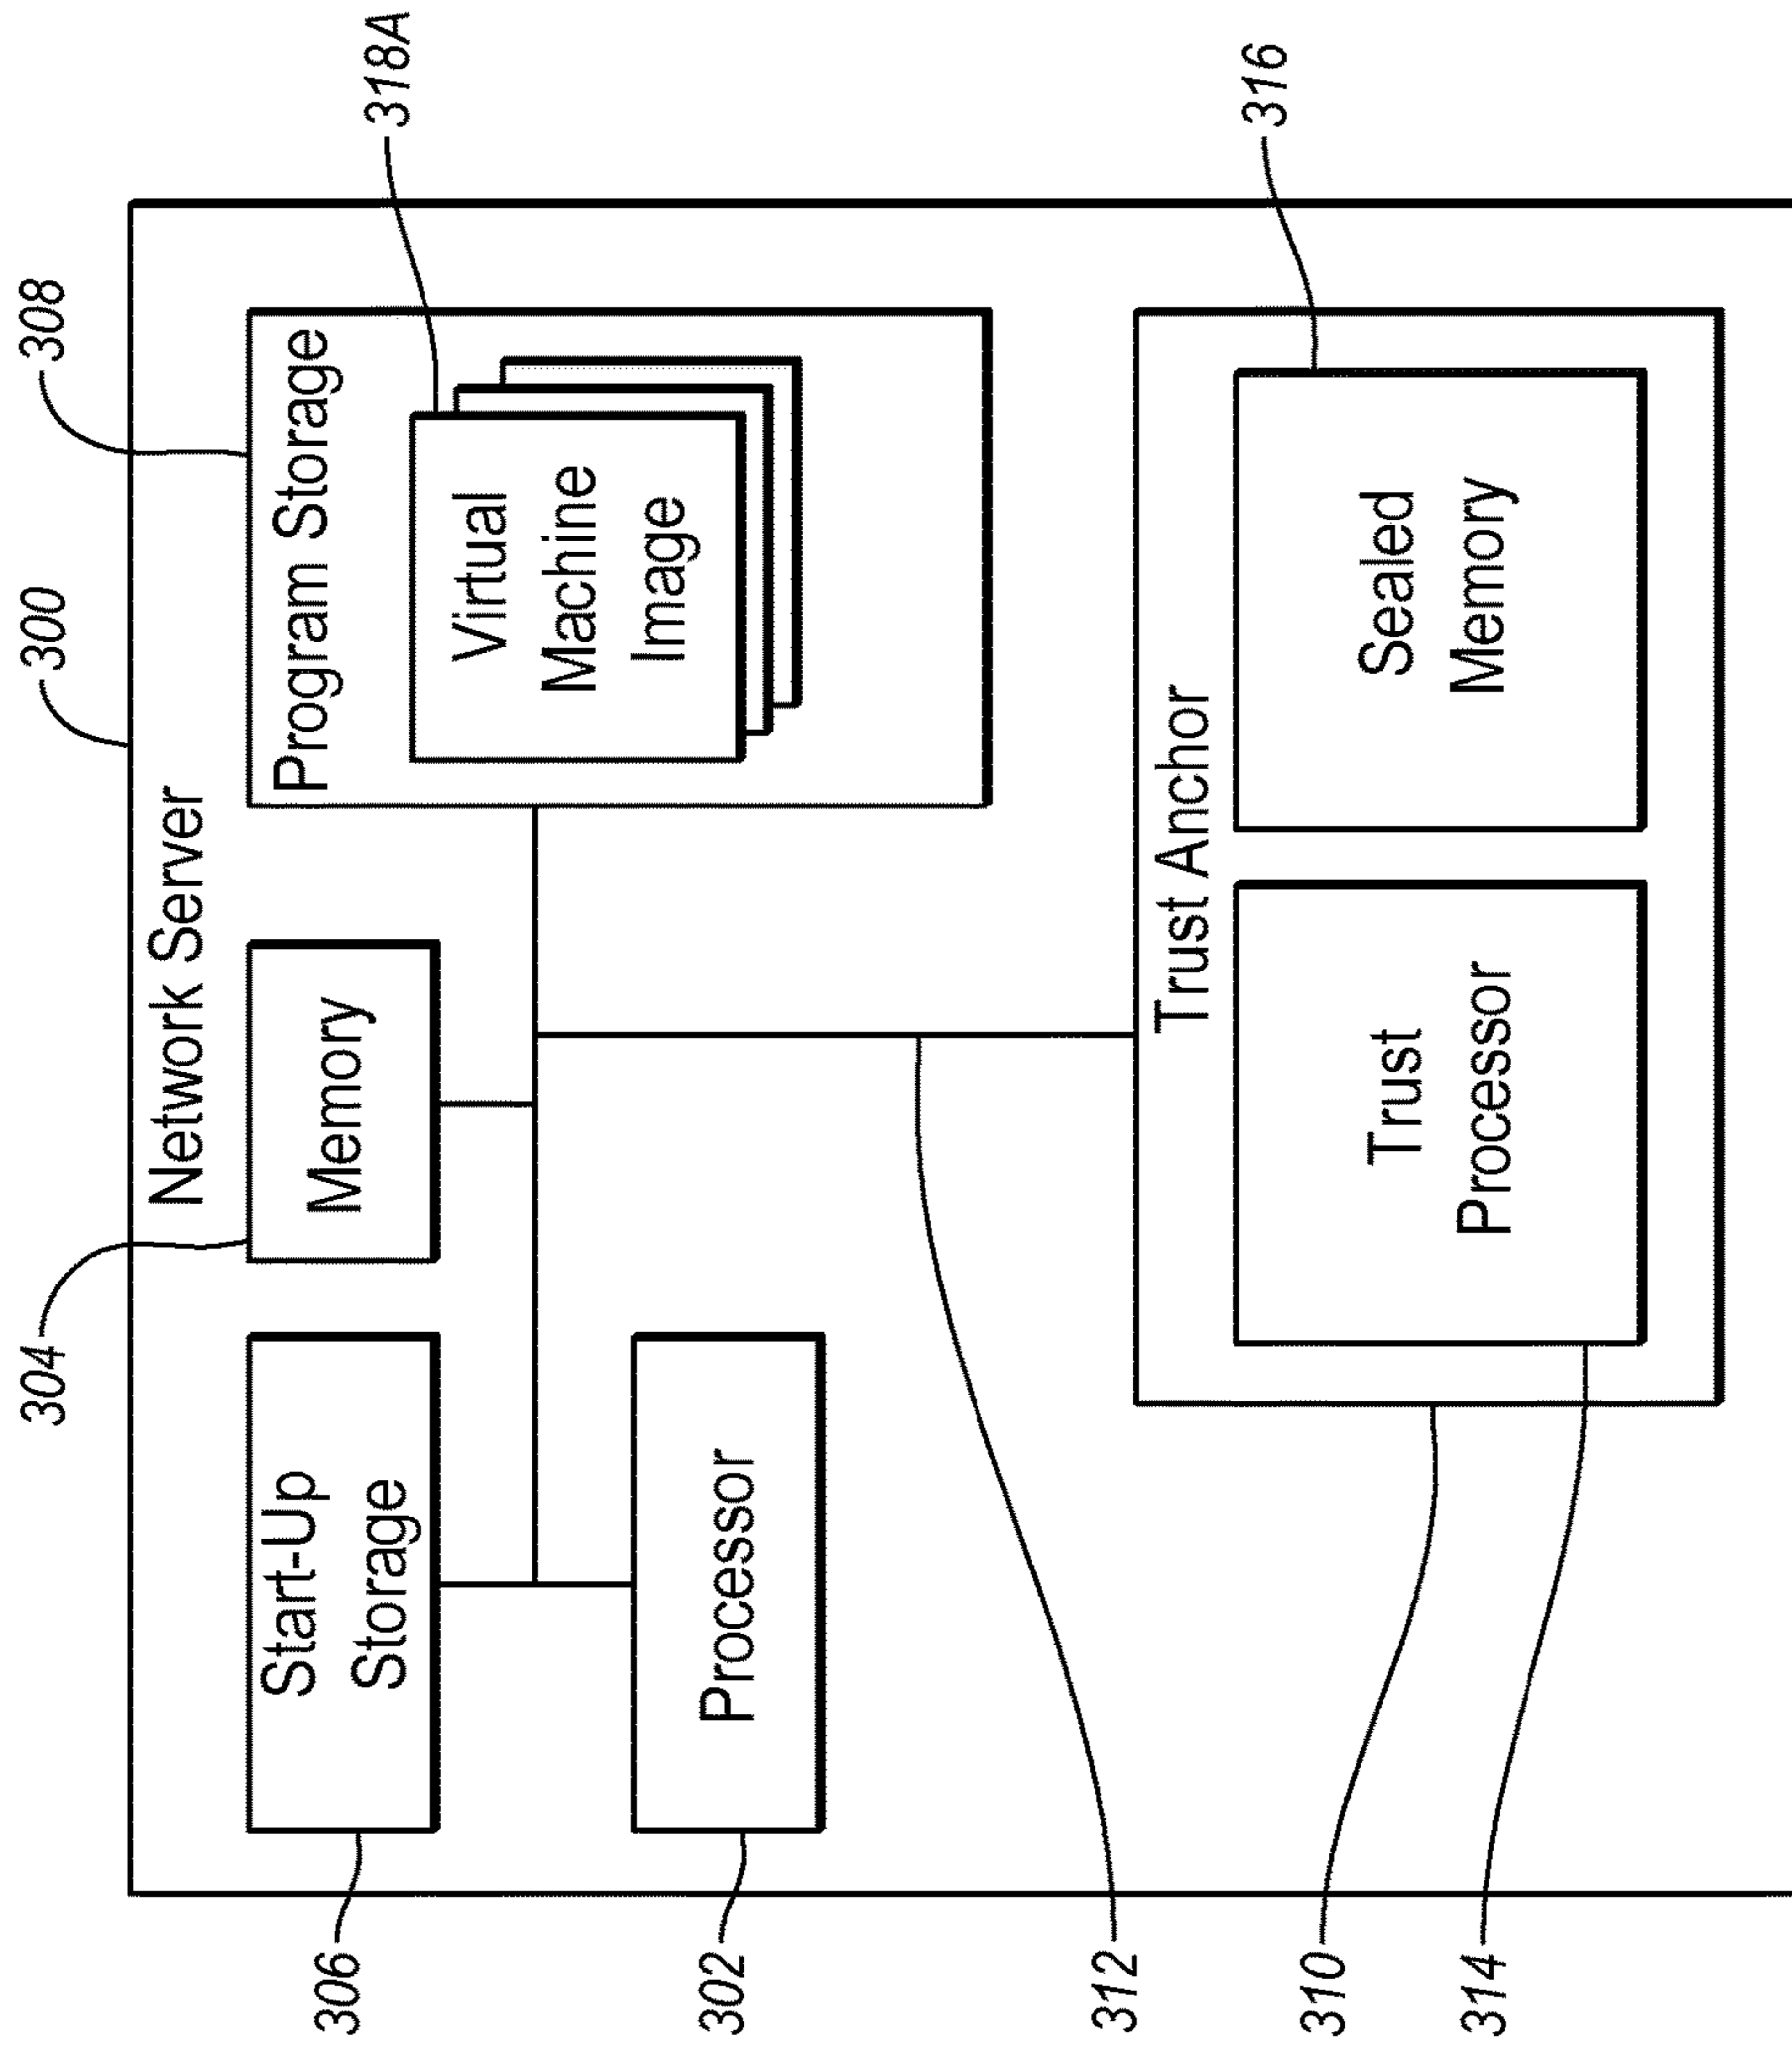 300
308
304
Network Server
306
Start-Up
Storage
Memory
Program Storage
318A
Virtual
Machine
Image
302
Processor
312
310
Trust Anchor
316
314
Trust
Processor
Sealed
Memory